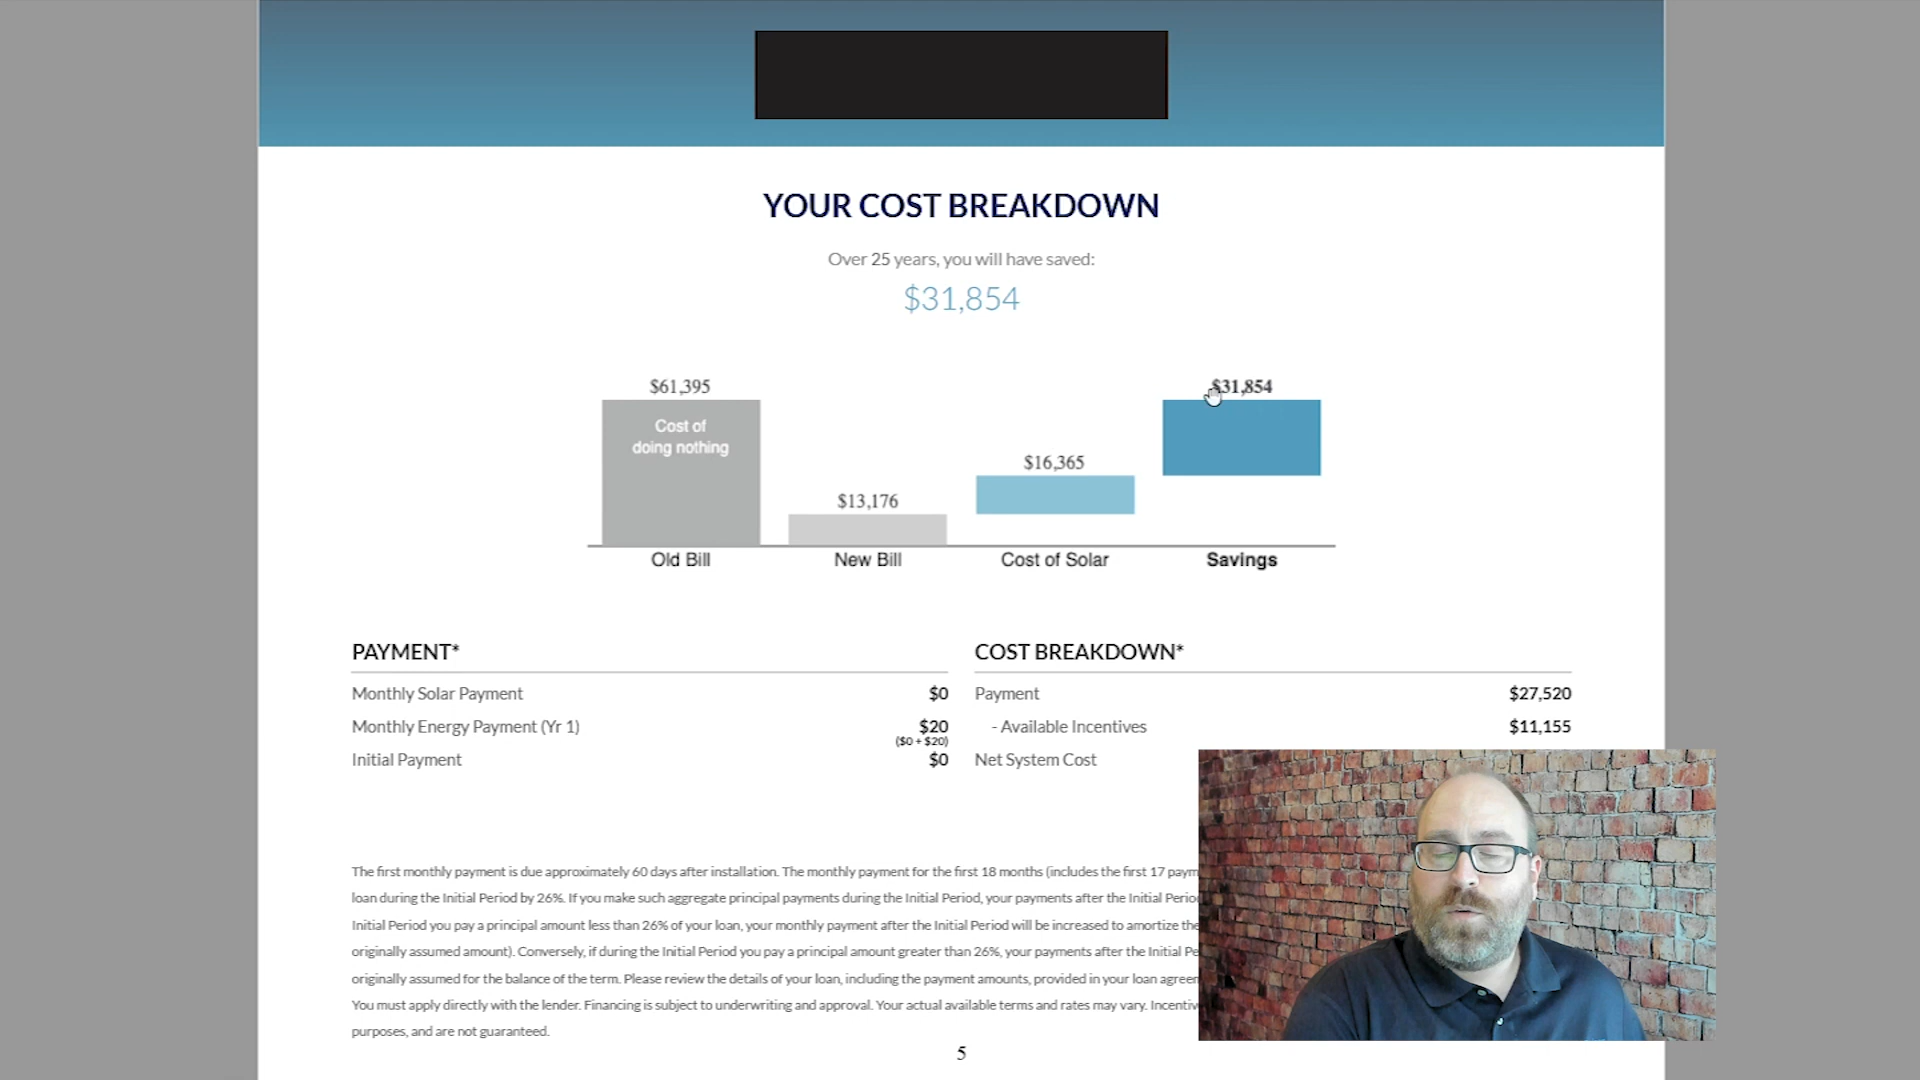 YOUR COST BREAKDOWN
Over 25 years, you will have saved:
$31,854
$61,395
$31,854
Cost of
doing nothing
$16,365
$13,176
Old Bill
New Bill
Cost of Solar
Savings
PAYMENT*
Monthly Solar Payment $0
Monthly Energy Payment (Yr 1) $20
($0 + $20)
Initial Payment $0
COST BREAKDOWN*
Payment $27,520
- Available Incentives $11,155
Net System Cost
The first monthly payment is due approximately 60 days after installation. The monthly payment for the first 18 months (includes the first 17
loan during the Initial Period by 26%. If you make such aggregate principal payments during the Initial Period, your payments after the Initial
Initial Period you pay a principal amount less than 26% of your loan, your monthly payment after the Initial Period will be increased to amortize the
originally assumed amount). Conversely, if during the Initial Period you pay a principal amount greater than 26%, your payments after the Initial
originally assumed for the balance of the term. Please review the details of your loan, including the payment amounts, provided in your loan
You must apply directly with the lender. Financing is subject to underwriting and approval. Your actual available terms and rates may vary.
purposes, and are not guaranteed.
5